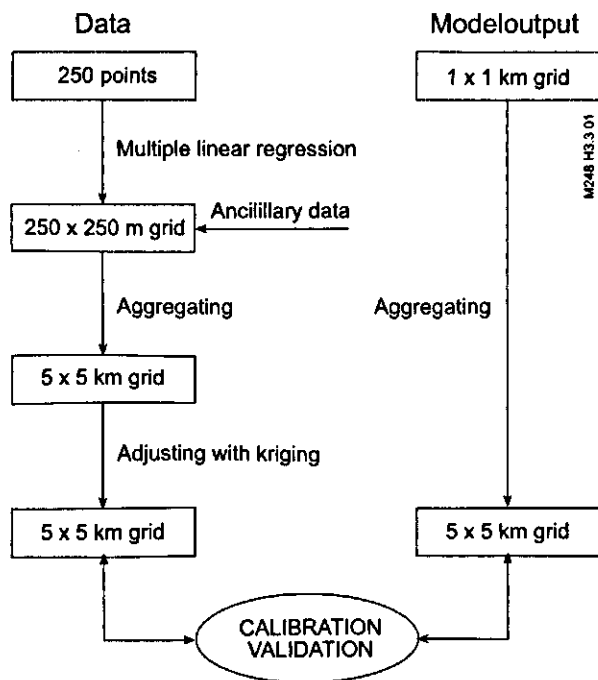 Data
Modeloutput
250 points
1 x 1 km grid
M248 H3.3 01
Multiple linear regression
Ancilillary data
250 x 250 m grid
Aggregating
Aggregating
5 x 5 km grid
Adjusting with kriging
5 x 5 km grid
5 x 5 km grid
CALIBRATION
VALIDATION